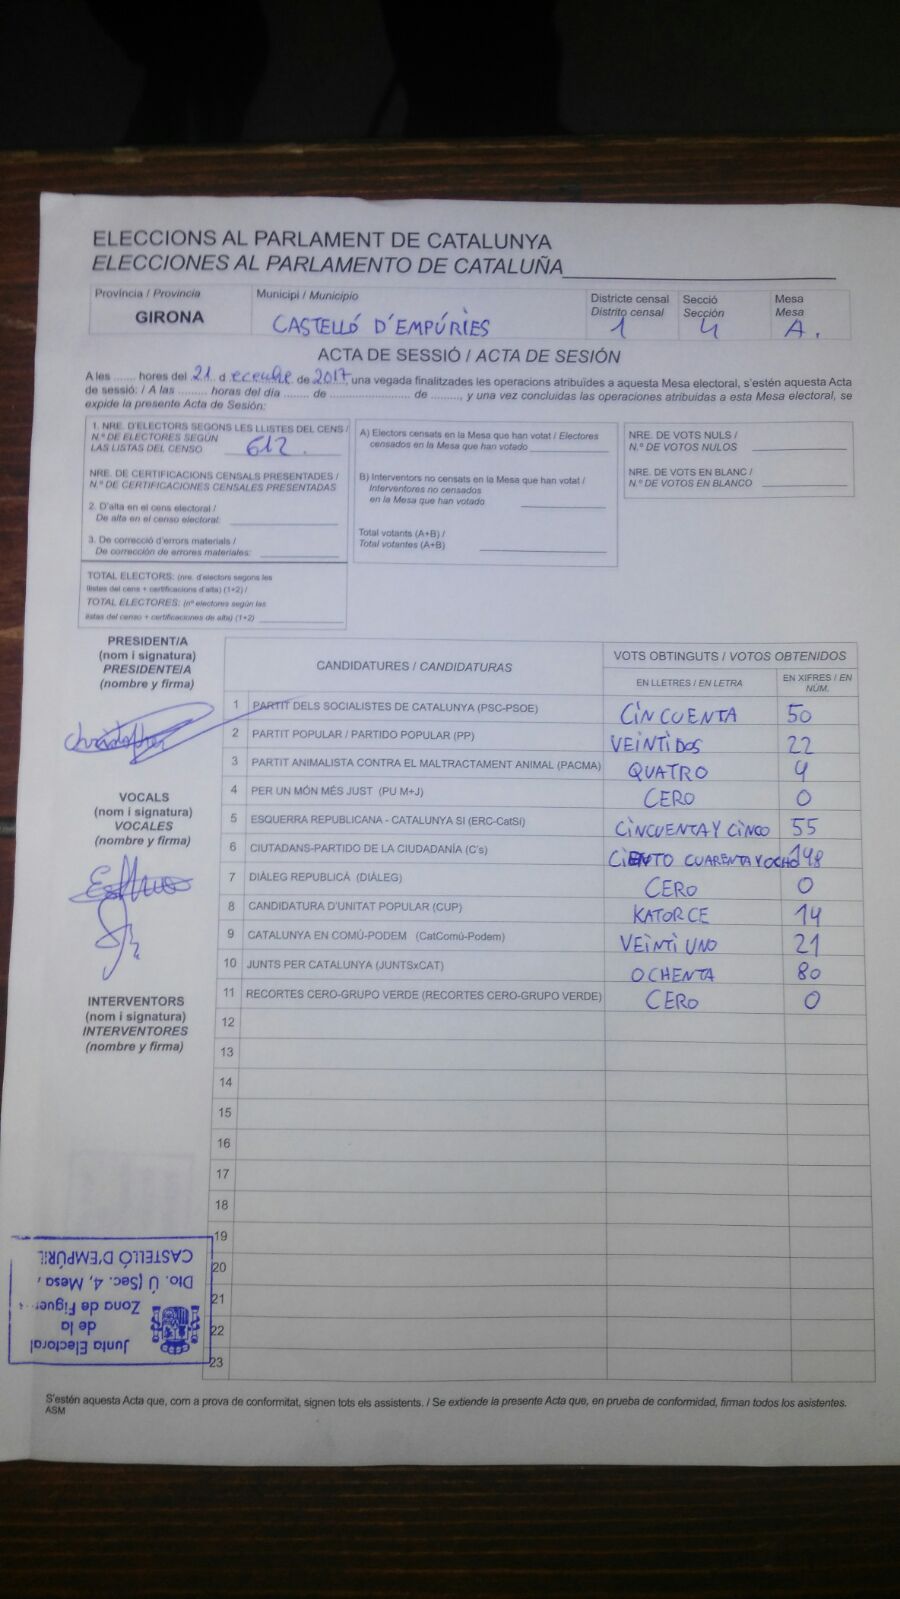 ELECCIONS AL PARLAMENT DE CATALUNYA
ELECCIONES AL PARLAMENTO DE CATALUÑA
Província / Provincia
GIRONA
Municipi / Municipio
CASTELLÓ D'EMPÚRIES
Districte censal
Distrito censal
1
Secció
Sección
4
Mesa
Mesa
A.
ACTA DE SESSIÓ / ACTA DE SESIÓN
A les ....... hores del 21 d ecembre de 2017, una vegada finalitzades les operacions atribuïdes a aquesta Mesa electoral, s'estén aquesta Acta
de sessió: / A las ......... horas del día ........ de ........................ de ........., y una vez concluidas las operaciones atribuidas a esta Mesa electoral, se
expide la presente Acta de Sesión:
1. NRE. D'ELECTORS SEGONS LES LLISTES DEL CENS /
N.º DE ELECTORES SEGÚN
LAS LISTAS DEL CENSO 612.
NRE. DE CERTIFICACIONS CENSALS PRESENTADES /
N.º DE CERTIFICACIONES CENSALES PRESENTADAS
2. D'alta en el cens electoral /
De alta en el censo electoral:
3. De correcció d'errors materials /
De corrección de errores materiales:
TOTAL ELECTORS: (nre. d'electors segons les
llistes del cens + certificacions d'alta) (1+2) /
TOTAL ELECTORES: (nº electores según las
listas del censo + certificaciones de alta) (1+2)
A) Electors censats en la Mesa que han votat / Electores
censados en la Mesa que han votado
B) Interventors no censats en la Mesa que han votat /
Interventores no censados
en la Mesa que han votado
Total votants (A+B) /
Total votantes (A+B)
NRE. DE VOTS NULS /
N.º DE VOTOS NULOS
NRE. DE VOTS EN BLANC /
N.º DE VOTOS EN BLANCO
PRESIDENT/A
(nom i signatura)
PRESIDENTE/A
(nombre y firma)
VOCALS
(nom i signatura)
VOCALES
(nombre y firma)
INTERVENTORS
(nom i signatura)
INTERVENTORES
(nombre y firma)
CANDIDATURES / CANDIDATURAS
VOTS OBTINGUTS / VOTOS OBTENIDOS
EN LLETRES / EN LETRA
EN XIFRES / EN NÚM.
1 PARTIT DELS SOCIALISTES DE CATALUNYA (PSC-PSOE) CINCUENTA 50
2 PARTIT POPULAR / PARTIDO POPULAR (PP) VEINTIDOS 22
3 PARTIT ANIMALISTA CONTRA EL MALTRACTAMENT ANIMAL (PACMA) QUATRO 4
4 PER UN MÓN MÉS JUST (PU M+J) CERO 0
5 ESQUERRA REPUBLICANA - CATALUNYA SI (ERC-CatSí) CINCUENTA Y CINCO 55
6 CIUTADANS-PARTIDO DE LA CIUDADANÍA (C's) CIENTO CUARENTA Y OCHO 148
7 DIÀLEG REPUBLICÀ (DIÀLEG) CERO 0
8 CANDIDATURA D'UNITAT POPULAR (CUP) KATORCE 14
9 CATALUNYA EN COMÚ-PODEM (CatComú-Podem) VEINTI UNO 21
10 JUNTS PER CATALUNYA (JUNTSxCAT) OCHENTA 80
11 RECORTES CERO-GRUPO VERDE (RECORTES CERO-GRUPO VERDE) CERO 0
12
13
14
15
16
17
18
19
20
21
22
23
Junta Electoral
de la
Zona de
Dto. Ú (Sec. 4, Mesa
CASTELLÓ
S'estén aquesta Acta que, com a prova de conformitat, signen tots els assistents. / Se extiende la presente Acta que, en prueba de conformidad, firman todos los asistentes.
ASM